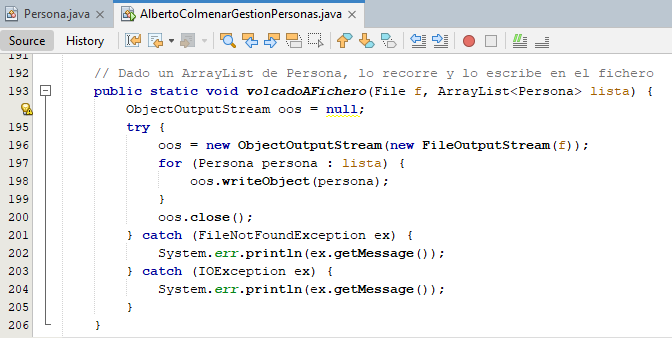 Persona.java × AlbertoColmenarGestionPersonas.java ×
Source History
191
192 // Dado un ArrayList de Persona, lo recorre y lo escribe en el fichero
193 public static void volcadoAFichero(File f, ArrayList<Persona> lista) {
ObjectOutputStream oos = null;
195 try {
196 oos = new ObjectOutputStream(new FileOutputStream(f));
197 for (Persona persona : lista) {
198 oos.writeObject(persona);
199 }
200 oos.close();
201 } catch (FileNotFoundException ex) {
202 System.err.println(ex.getMessage());
203 } catch (IOException ex) {
204 System.err.println(ex.getMessage());
205 }
206 }